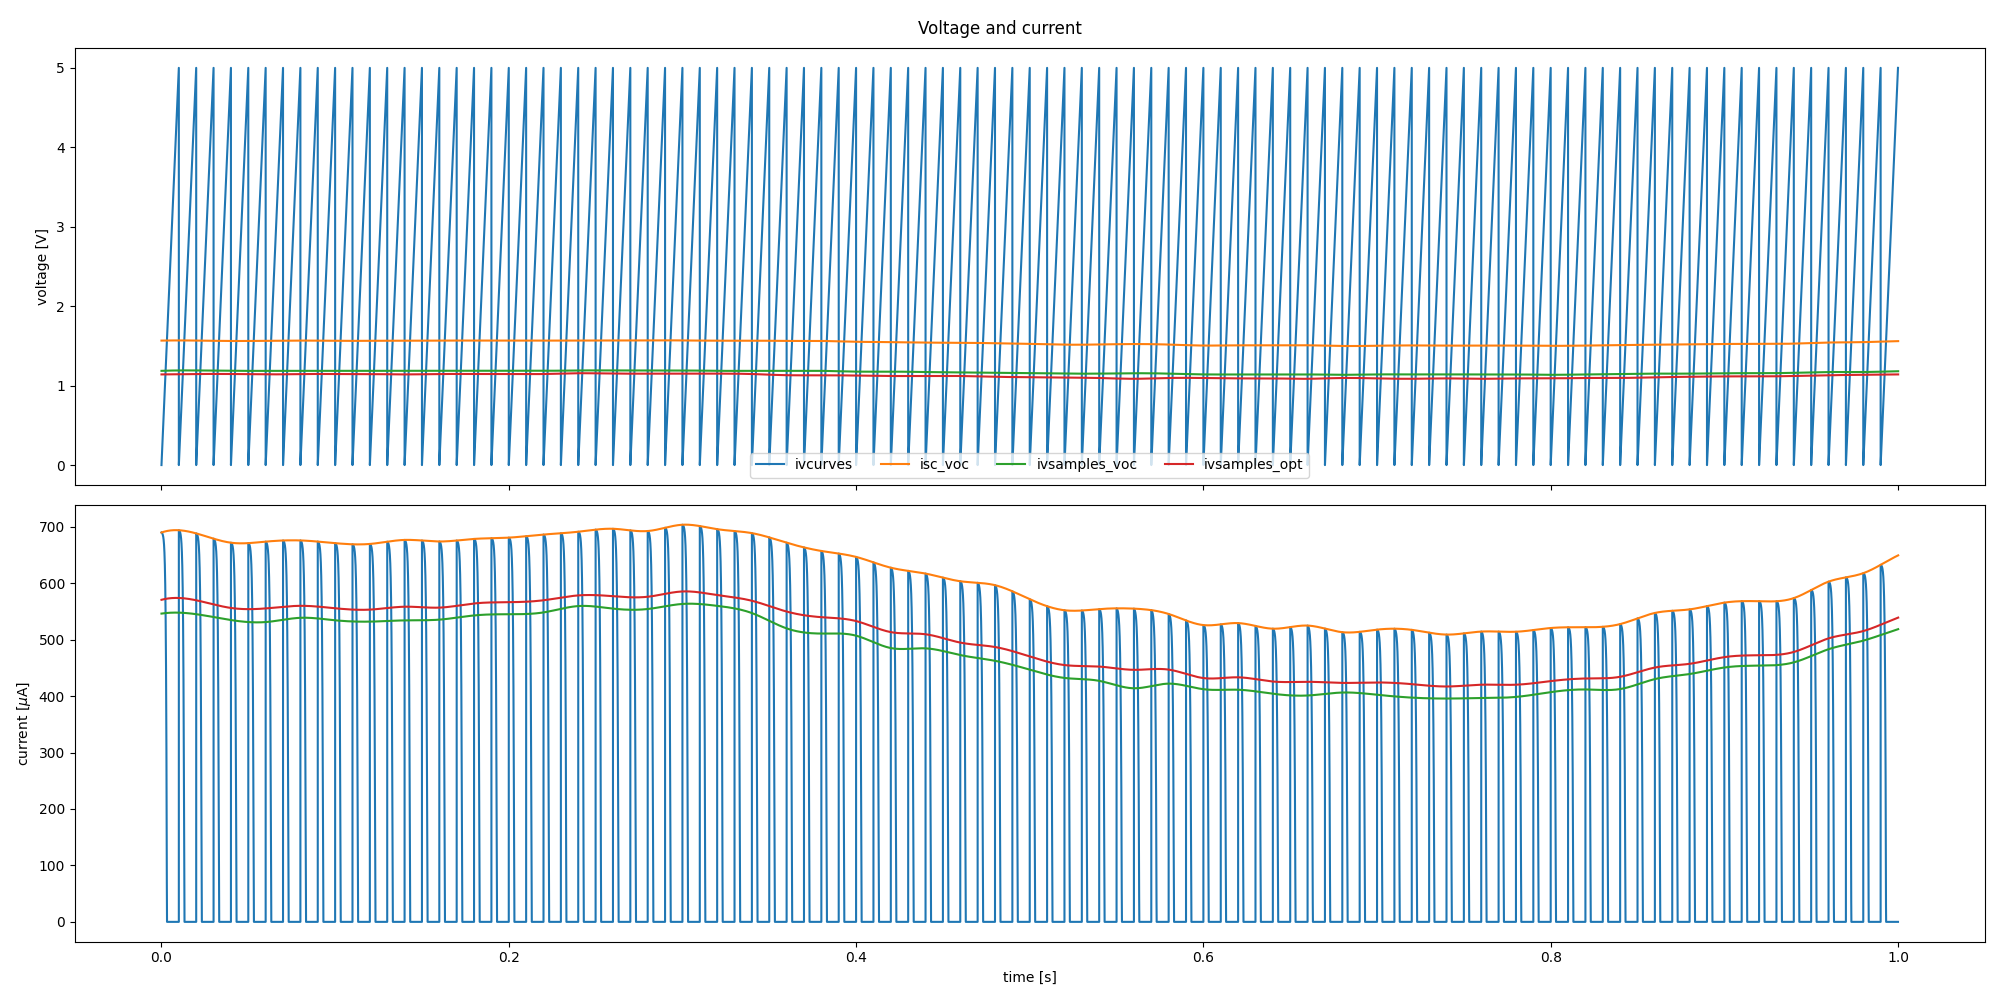 Voltage and current
5
4
3
2
1
0
voltage [V]
ivcurves isc_voc ivsamples_voc ivsamples_opt
700
600
500
400
300
200
100
0
current [μA]
0.0 0.2 0.4 0.6 0.8 1.0
time [s]